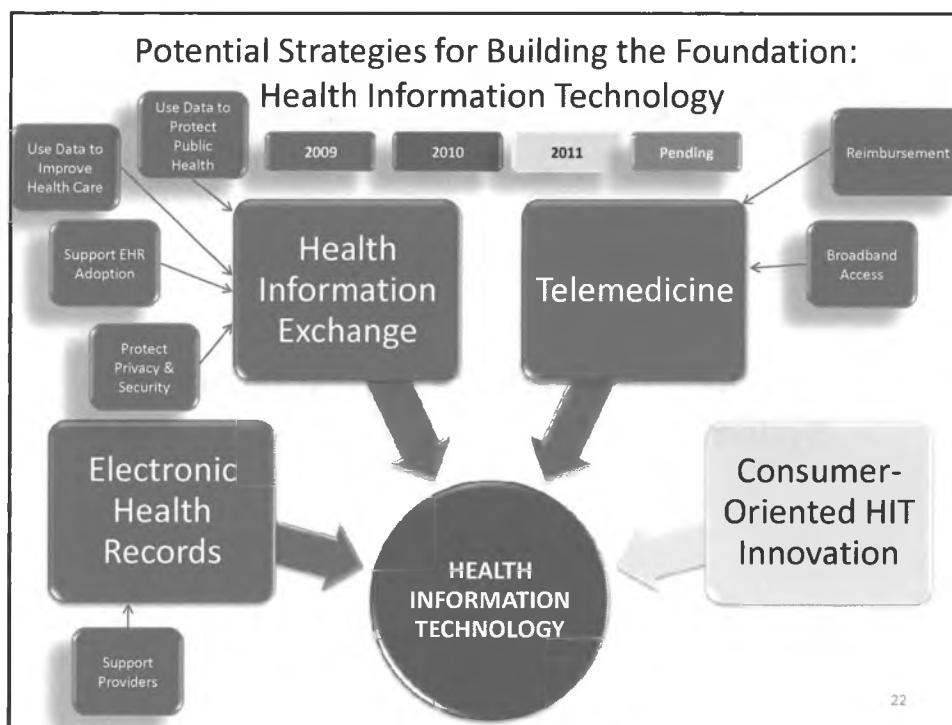 Potential Strategies for Building the Foundation:
Health Information Technology
Use Data to
Protect
Public
Health
Use Data to
Improve
Health Care
2009
2010
2011
Pending
Reimbursement
Support EHR
Adoption
Health
Information
Exchange
Telemedicine
Broadband
Access
Protect
Privacy &
Security
Electronic
Health
Records
Consumer-
Oriented HIT
Innovation
HEALTH
INFORMATION
TECHNOLOGY
Support
Providers
22